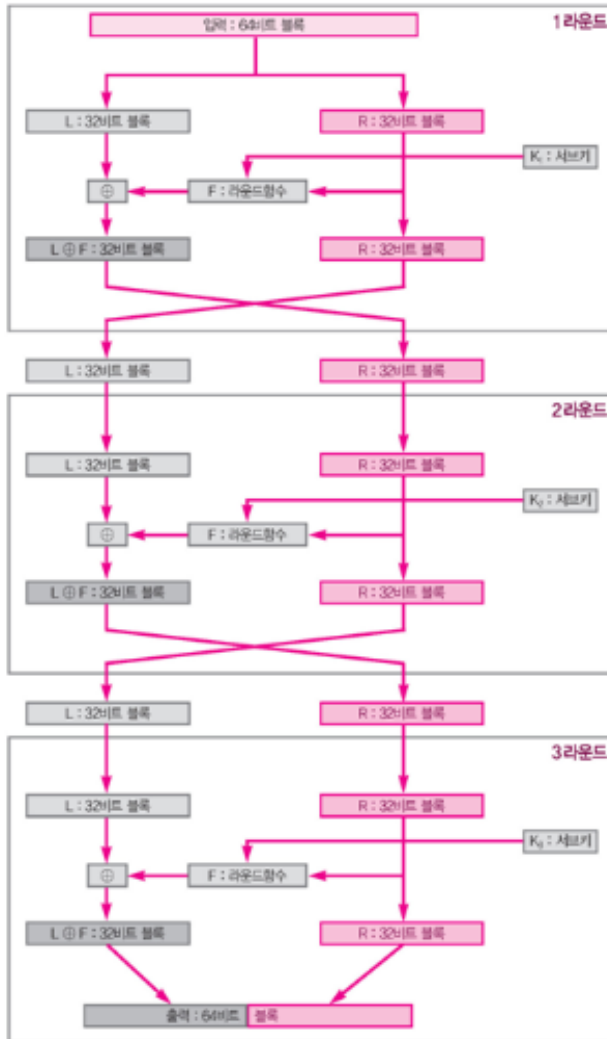 1라운드
입력 : 64비트 블록
L : 32비트 블록
R : 32비트 블록
K₁ : 서브키
⊕
F : 라운드함수
L ⊕ F : 32비트 블록
R : 32비트 블록
L : 32비트 블록
R : 32비트 블록
2라운드
L : 32비트 블록
R : 32비트 블록
K₂ : 서브키
⊕
F : 라운드함수
L ⊕ F : 32비트 블록
R : 32비트 블록
L : 32비트 블록
R : 32비트 블록
3라운드
L : 32비트 블록
R : 32비트 블록
K₃ : 서브키
⊕
F : 라운드함수
L ⊕ F : 32비트 블록
R : 32비트 블록
출력 : 64비트 블록